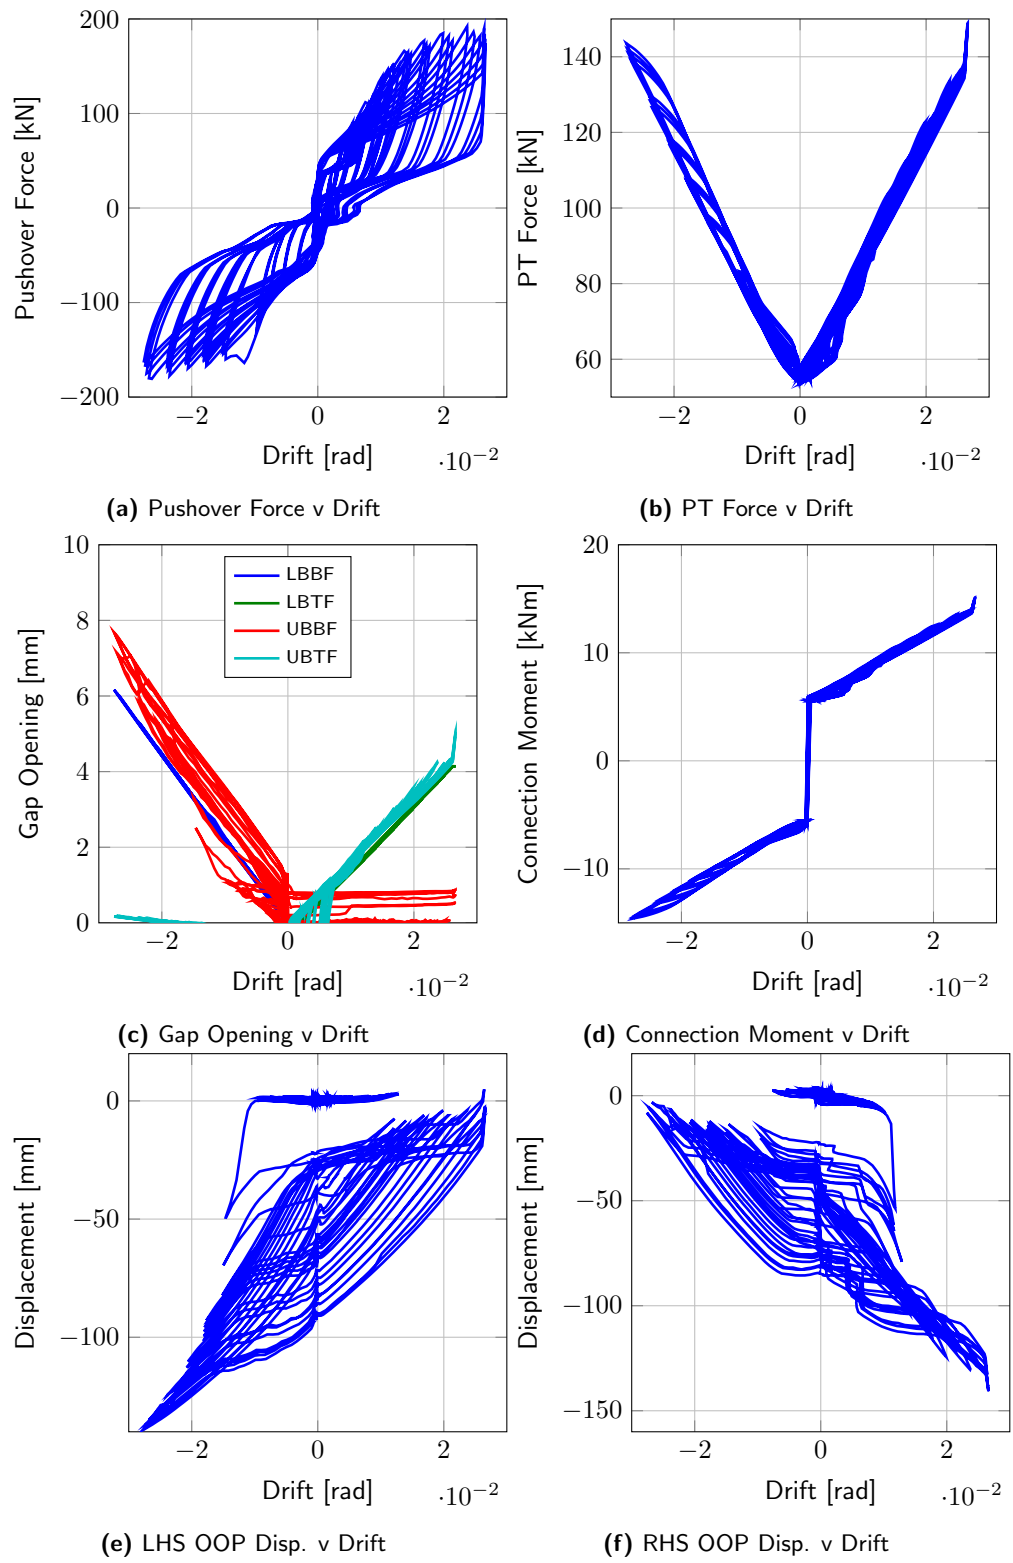 200
100
0
−100
−200
Pushover Force [kN]
−2 0 2
Drift [rad]
·10−2
(a) Pushover Force v Drift
140
120
100
80
60
PT Force [kN]
−2 0 2
Drift [rad]
·10−2
(b) PT Force v Drift
10
8
6
4
2
0
Gap Opening [mm]
LBBF
LBTF
UBBF
UBTF
−2 0 2
Drift [rad]
·10−2
(c) Gap Opening v Drift
20
10
0
−10
Connection Moment [kNm]
−2 0 2
Drift [rad]
·10−2
(d) Connection Moment v Drift
0
−50
−100
Displacement [mm]
−2 0 2
Drift [rad]
·10−2
(e) LHS OOP Disp. v Drift
0
−50
−100
−150
Displacement [mm]
−2 0 2
Drift [rad]
·10−2
(f) RHS OOP Disp. v Drift